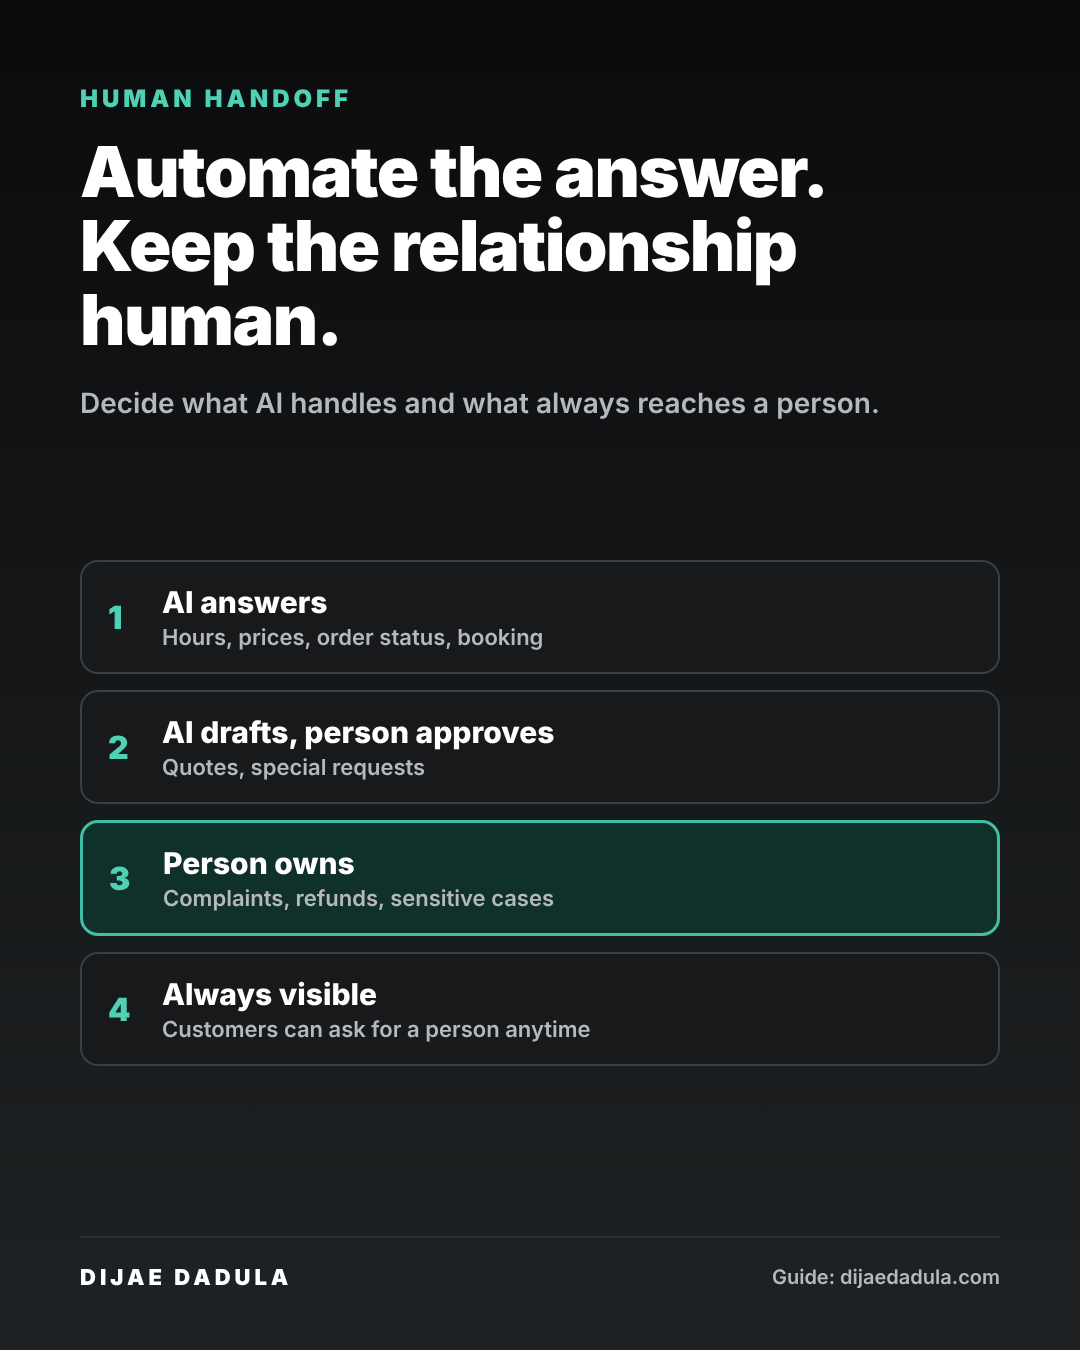 HUMAN HANDOFF
Automate the answer.
Keep the relationship
human.
Decide what AI handles and what always reaches a person.
1
AI answers
Hours, prices, order status, booking
2
AI drafts, person approves
Quotes, special requests
3
Person owns
Complaints, refunds, sensitive cases
4
Always visible
Customers can ask for a person anytime
DIJAE DADULA
Guide: dijaedadula.com